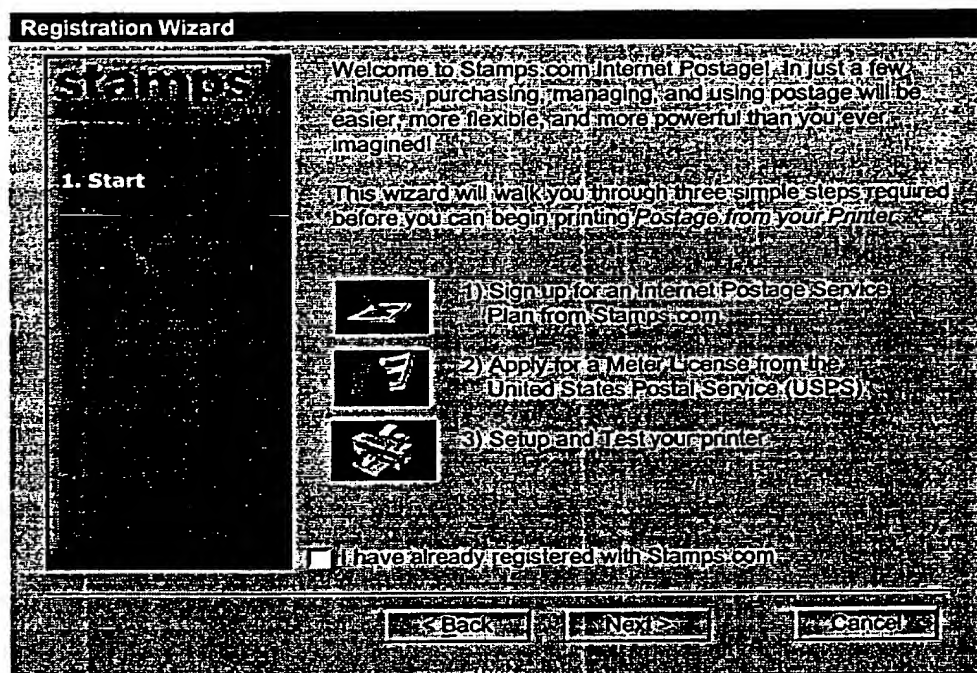 Registration Wizard
stamps
1. Start
Welcome to Stamps.com Internet Postage! In just a few
minutes, purchasing, managing, and using postage will be
easier, more flexible, and more powerful than you ever
imagined!
This wizard will walk you through three simple steps required
before you can begin printing Postage from your Printer.
1) Sign up for an Internet Postage Service
Plan from Stamps.com
2) Apply for a Meter License from the
United States Postal Service (USPS).
3) Setup and Test your printer
I have already registered with Stamps.com
< Back
Next >
Cancel